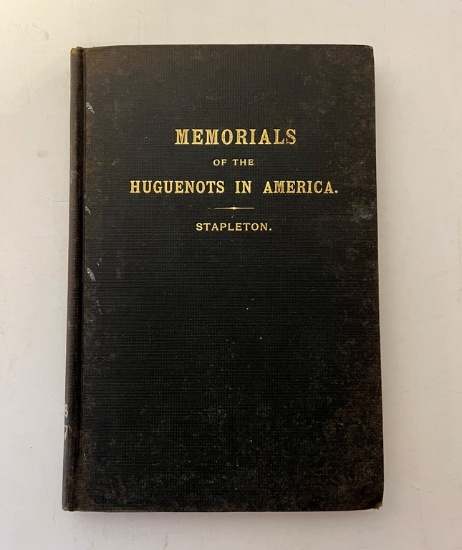 MEMORIALS
OF THE
HUGUENOTS IN AMERICA.
STAPLETON.